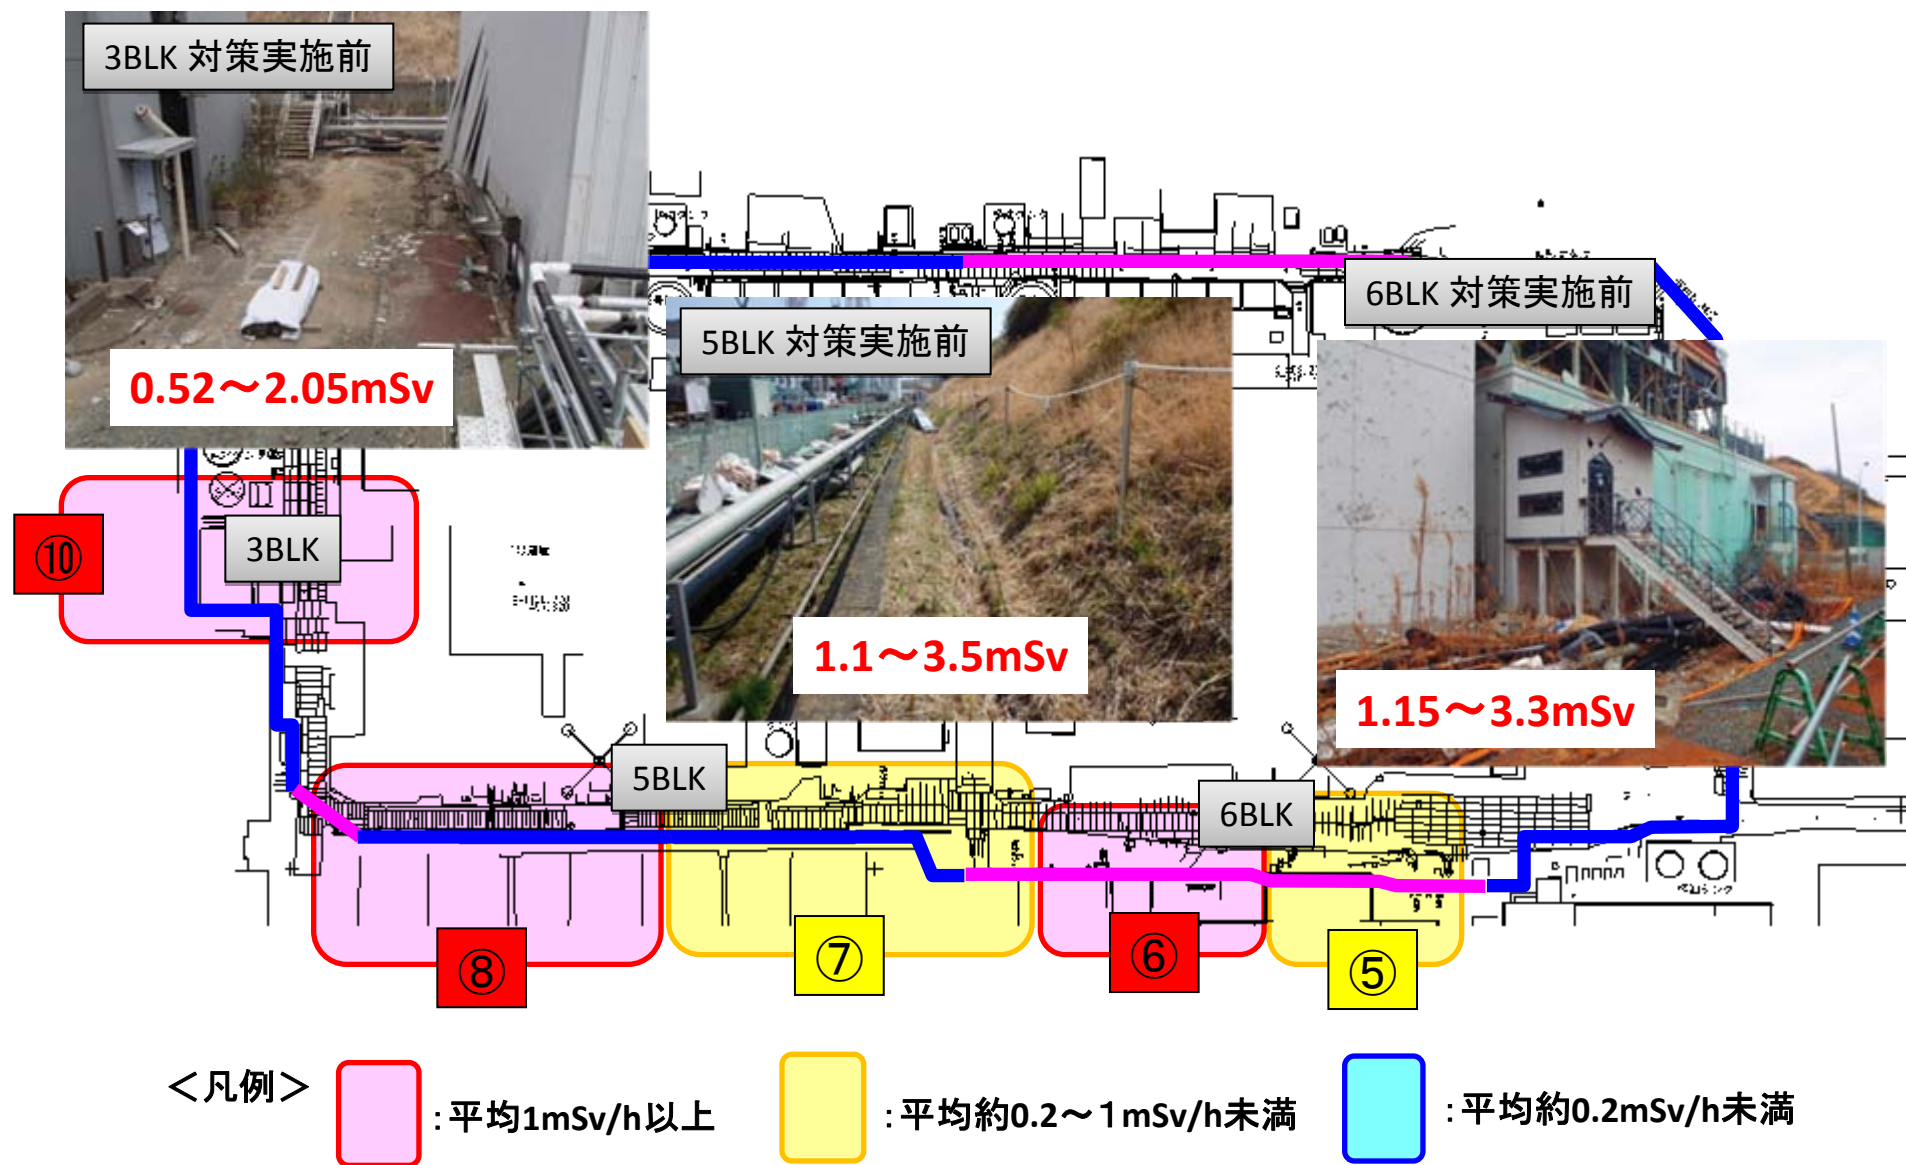 3BLK 対策実施前
0.52～2.05mSv
5BLK 対策実施前
1.1～3.5mSv
6BLK 対策実施前
1.15～3.3mSv
⑩
3BLK
5BLK
6BLK
⑧
⑦
⑥
⑤
＜凡例＞
：平均1mSv/h以上
：平均約0.2～１mSv/h未満
：平均約0.2mSv/h未満